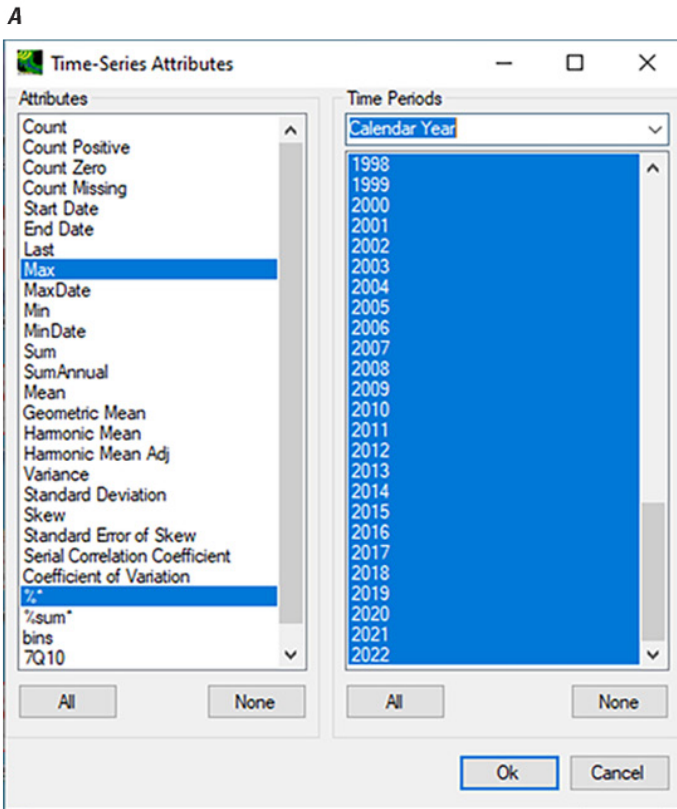 A
Time-Series Attributes
Attributes
Count
Count Positive
Count Zero
Count Missing
Start Date
End Date
Last
Max
MaxDate
Min
MinDate
Sum
SumAnnual
Mean
Geometric Mean
Harmonic Mean
Harmonic Mean Adj
Variance
Standard Deviation
Skew
Standard Error of Skew
Serial Correlation Coefficient
Coefficient of Variation
%*
%sum*
bins
7Q10
All None
Time Periods
Calendar Year
1998
1999
2000
2001
2002
2003
2004
2005
2006
2007
2008
2009
2010
2011
2012
2013
2014
2015
2016
2017
2018
2019
2020
2021
2022
All None
Ok Cancel